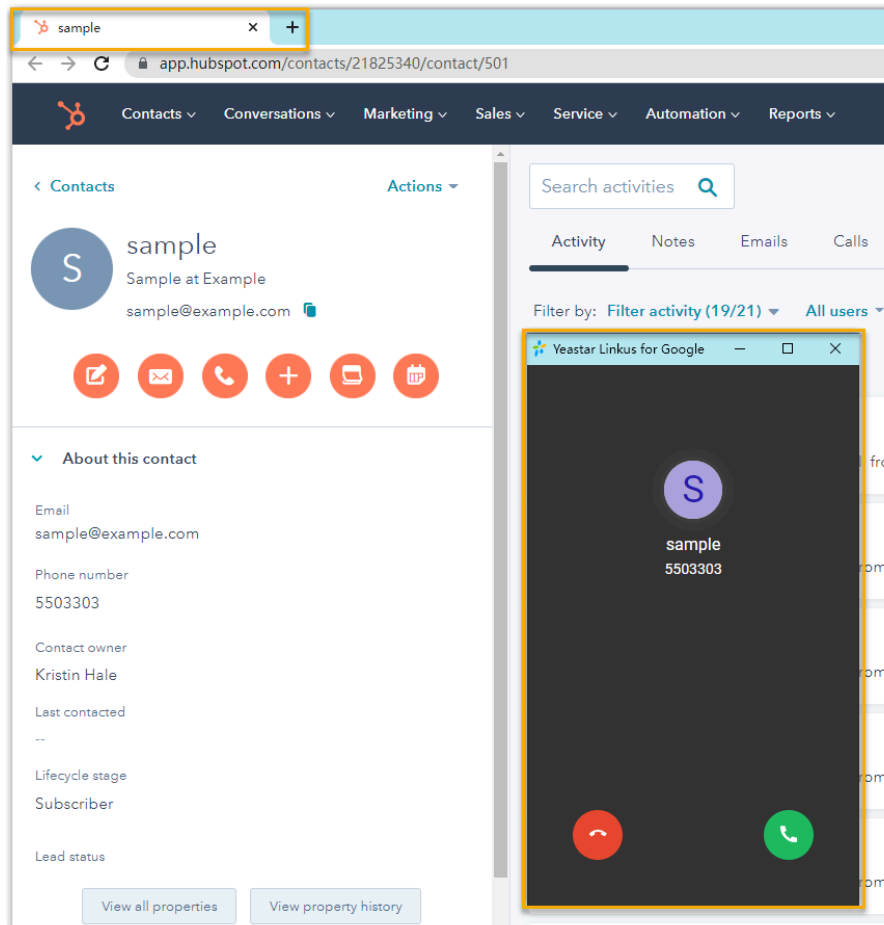 sample
app.hubspot.com/contacts/21825340/contact/501
Contacts Conversations Marketing Sales Service Automation Reports
Contacts
Actions
S
sample
Sample at Example
sample@example.com
About this contact
Email
sample@example.com
Phone number
5503303
Contact owner
Kristin Hale
Last contacted
--
Lifecycle stage
Subscriber
Lead status
View all properties View property history
Search activities
Activity Notes Emails Calls
Filter by: Filter activity (19/21) All users
Yeastar Linkus for Google
S
sample
5503303